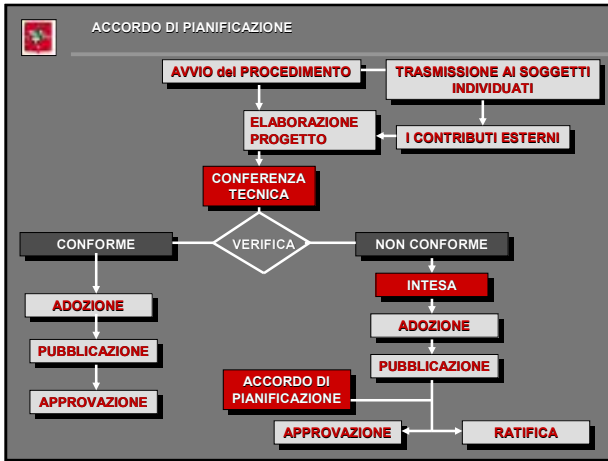 ACCORDO DI PIANIFICAZIONE
AVVIO del PROCEDIMENTO
TRASMISSIONE AI SOGGETTI
INDIVIDUATI
ELABORAZIONE
PROGETTO
I CONTRIBUTI ESTERNI
CONFERENZA
TECNICA
CONFORME
VERIFICA
NON CONFORME
INTESA
ADOZIONE
ADOZIONE
PUBBLICAZIONE
PUBBLICAZIONE
ACCORDO DI
PIANIFICAZIONE
APPROVAZIONE
APPROVAZIONE
RATIFICA